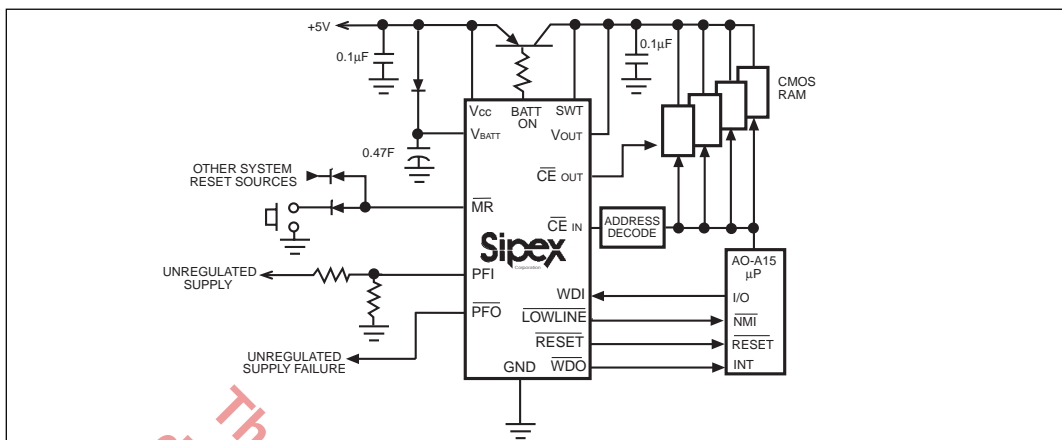 +5V
0.1µF
0.1µF
CMOS
RAM
VCC
BATT
ON
SWT
VBATT
VOUT
0.47F
OTHER SYSTEM
RESET SOURCES
CE OUT
MR
CE IN
ADDRESS
DECODE
Sipex
Corporation
AO-A15
µP
UNREGULATED
SUPPLY
PFI
WDI
I/O
PFO
LOWLINE
NMI
RESET
RESET
UNREGULATED
SUPPLY FAILURE
GND
WDO
INT
Th